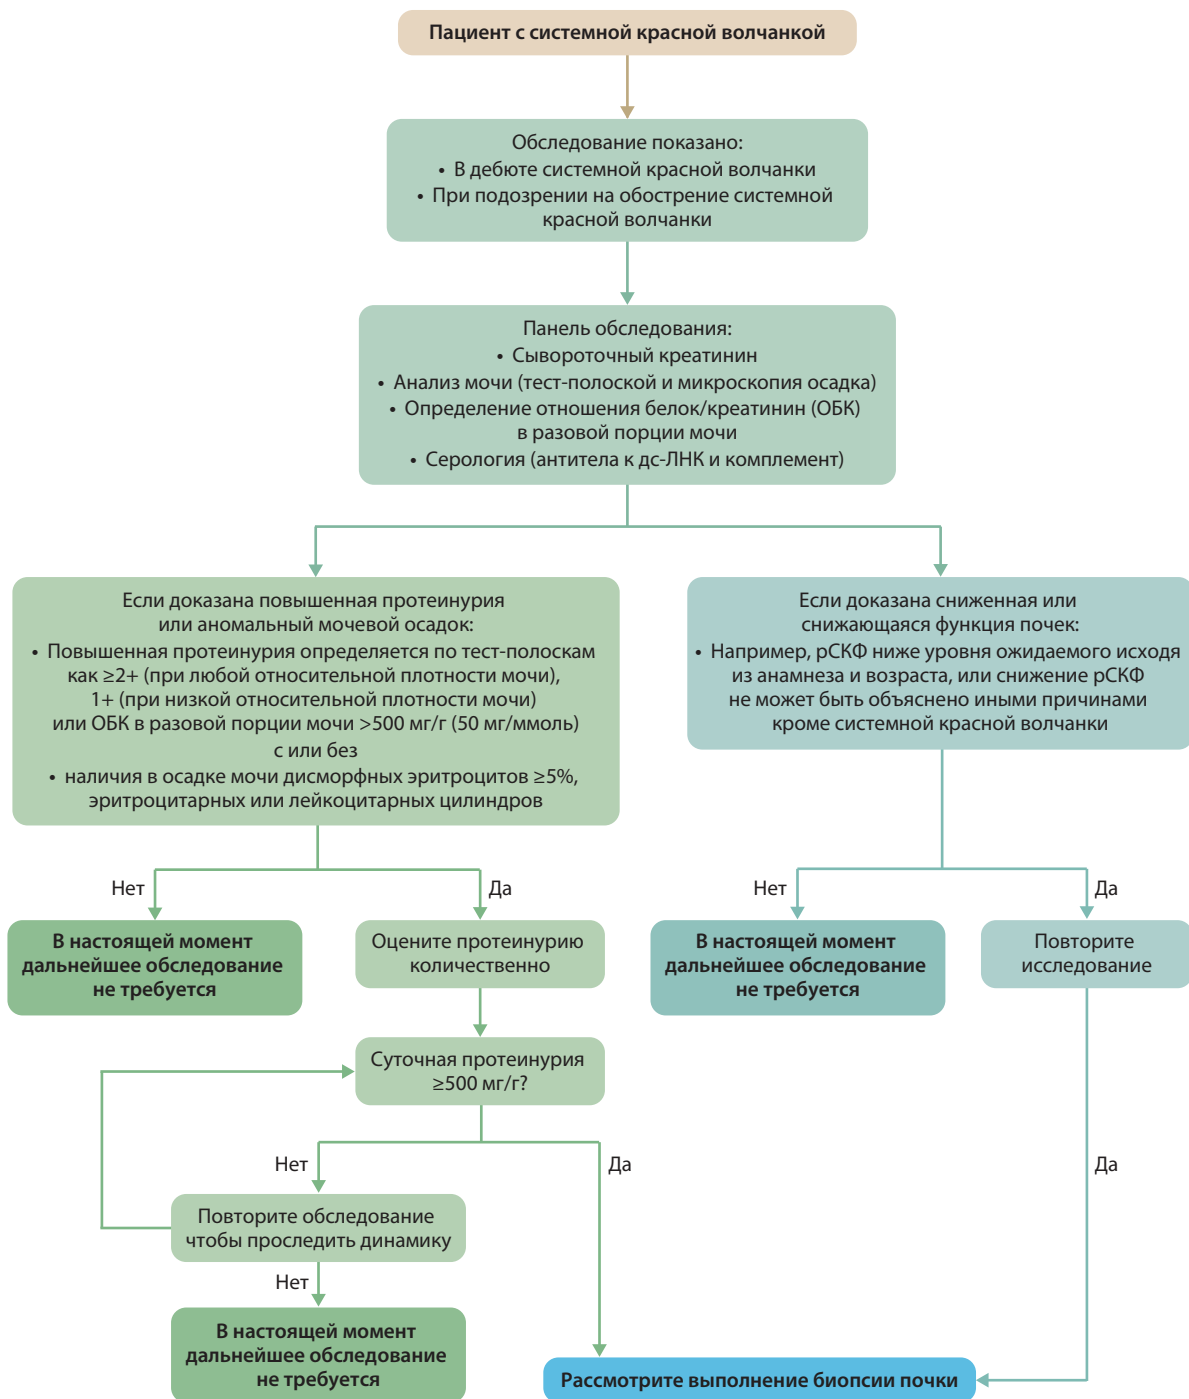 Пациент с системной красной волчанкой
Обследование показано:
• В дебюте системной красной волчанки
• При подозрении на обострение системной
красной волчанки
Панель обследования:
• Сывороточный креатинин
• Анализ мочи (тест-полоской и микроскопия осадка)
• Определение отношения белок/креатинин (ОБК)
в разовой порции мочи
• Серология (антитела к дс-ЛНК и комплемент)
Если доказана повышенная протеинурия
или аномальный мочевой осадок:
• Повышенная протеинурия определяется по тест-полоскам
как ≥2+ (при любой относительной плотности мочи),
1+ (при низкой относительной плотности мочи)
или ОБК в разовой порции мочи >500 мг/г (50 мг/ммоль)
с или без
• наличия в осадке мочи дисморфных эритроцитов ≥5%,
эритроцитарных или лейкоцитарных цилиндров
Если доказана сниженная или
снижающаяся функция почек:
• Например, рСКФ ниже уровня ожидаемого исходя
из анамнеза и возраста, или снижение рСКФ
не может быть объяснено иными причинами
кроме системной красной волчанки
Нет
Да
Нет
Да
В настоящей момент
дальнейшее обследование
не требуется
Оцените протеинурию
количественно
В настоящей момент
дальнейшее обследование
не требуется
Повторите
исследование
Суточная протеинурия
≥500 мг/г?
Нет
Да
Да
Повторите обследование
чтобы проследить динамику
Нет
В настоящей момент
дальнейшее обследование
не требуется
Рассмотрите выполнение биопсии почки